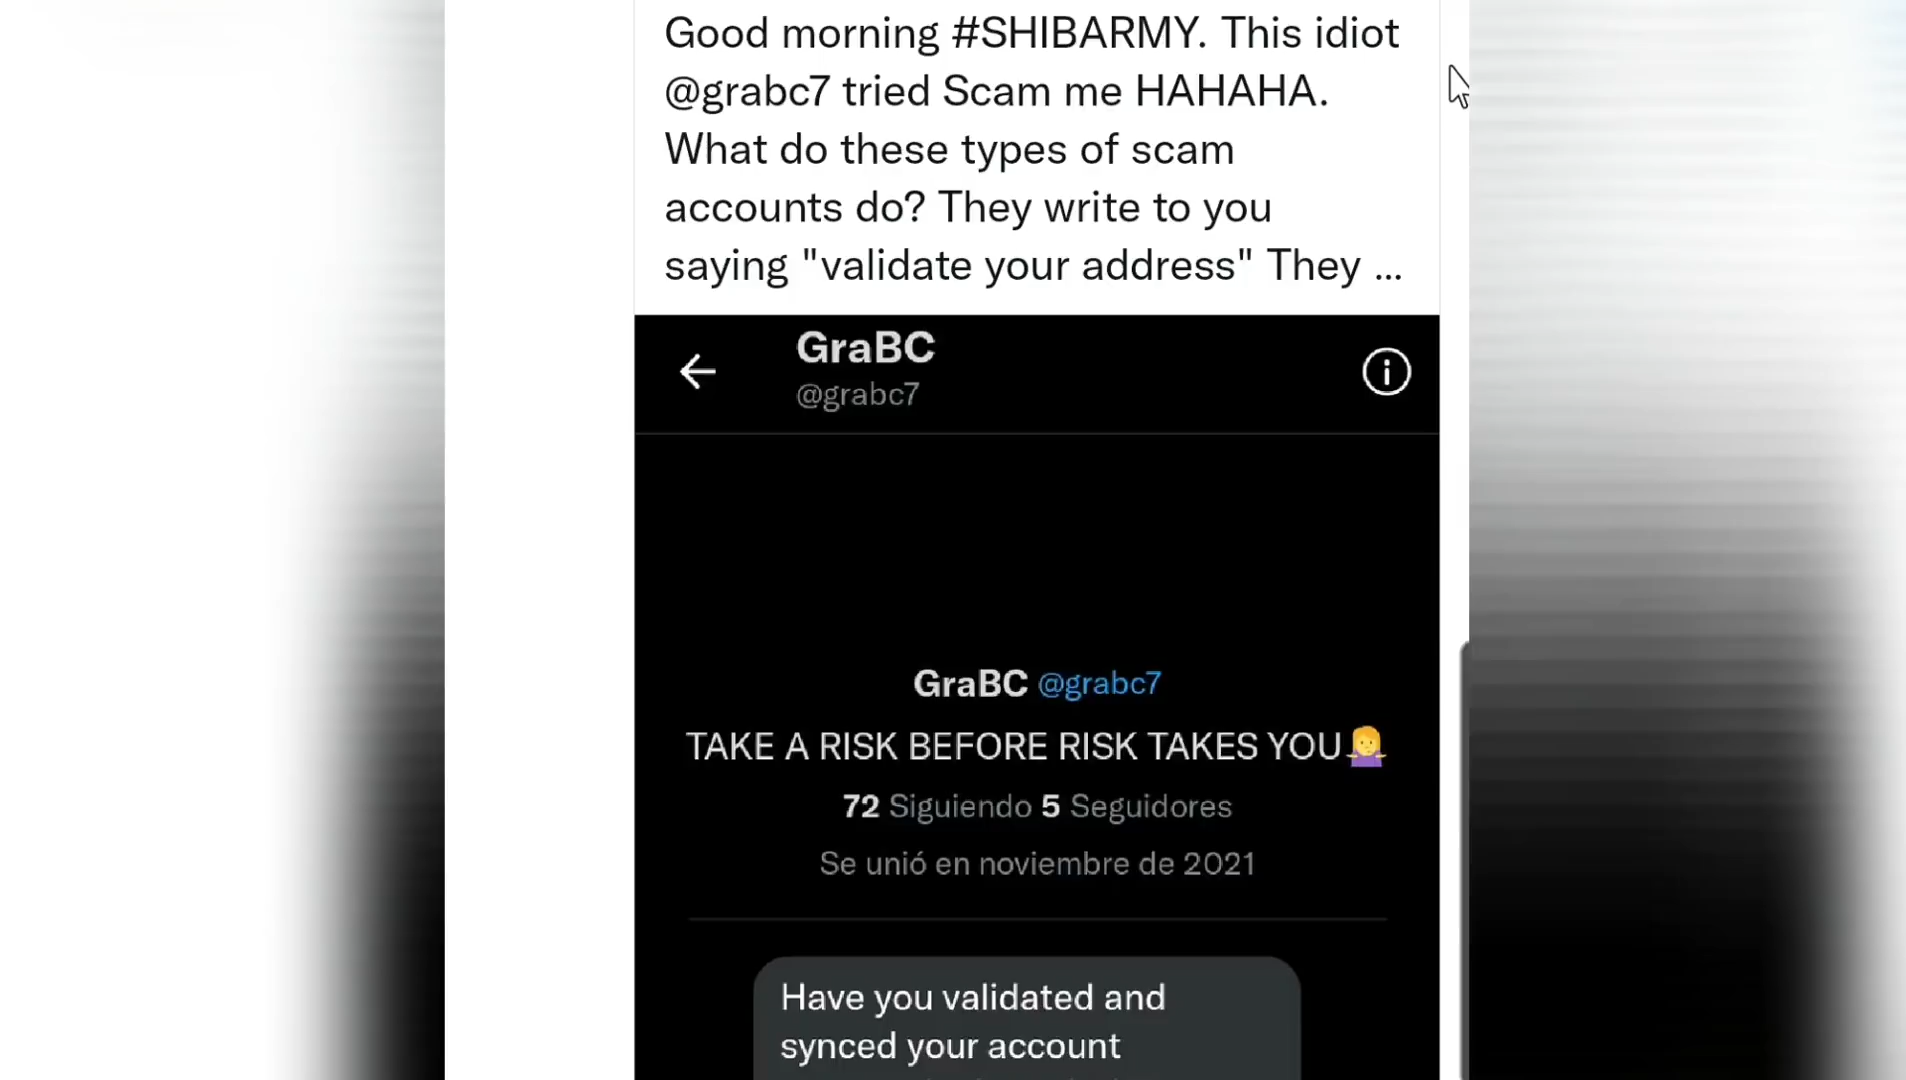 Good morning #SHIBARMY. This idiot
@grabc7 tried Scam me HAHAHA.
What do these types of scam
accounts do? They write to you
saying "validate your address" They ...
GraBC
@grabc7
GraBC @grabc7
TAKE A RISK BEFORE RISK TAKES YOU🤷‍♀️
72 Siguiendo 5 Seguidores
Se unió en noviembre de 2021
Have you validated and
synced your account